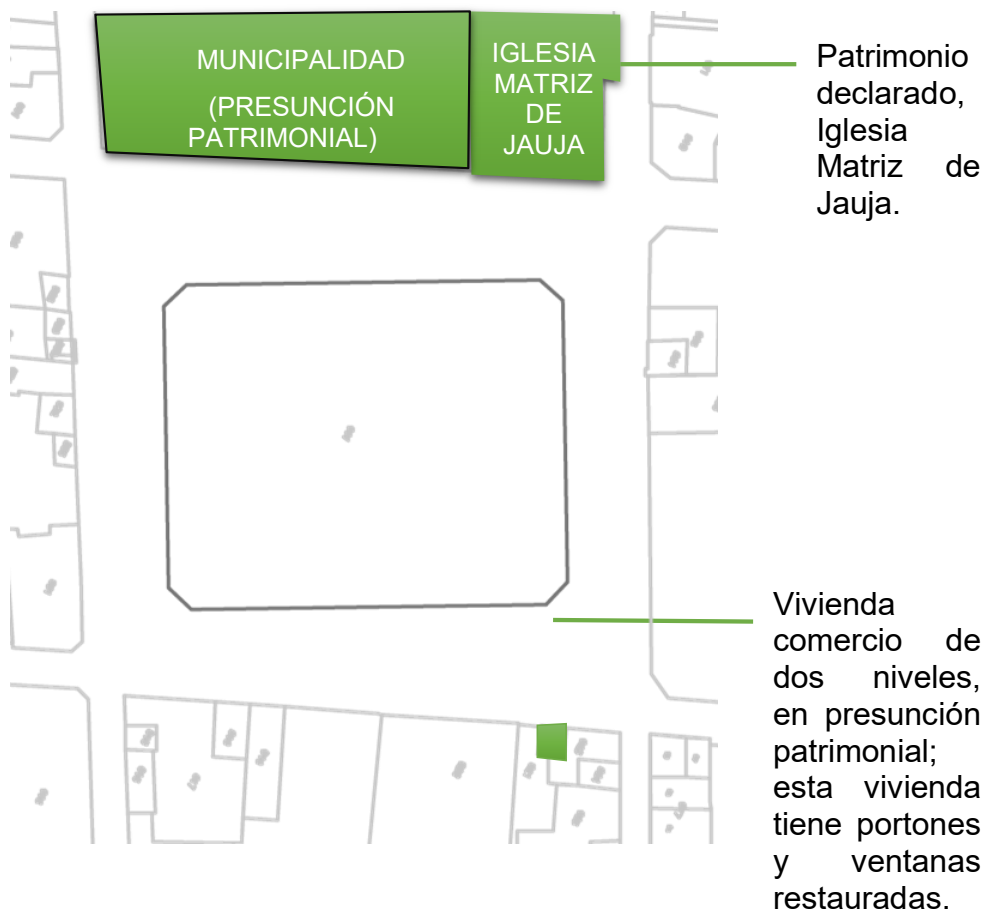 MUNICIPALIDAD
(PRESUNCIÓN
PATRIMONIAL)
IGLESIA
MATRIZ
DE
JAUJA
Patrimonio
declarado,
Iglesia
Matriz de
Jauja.
Vivienda
comercio de
dos niveles,
en presunción
patrimonial;
esta vivienda
tiene portones
y ventanas
restauradas.